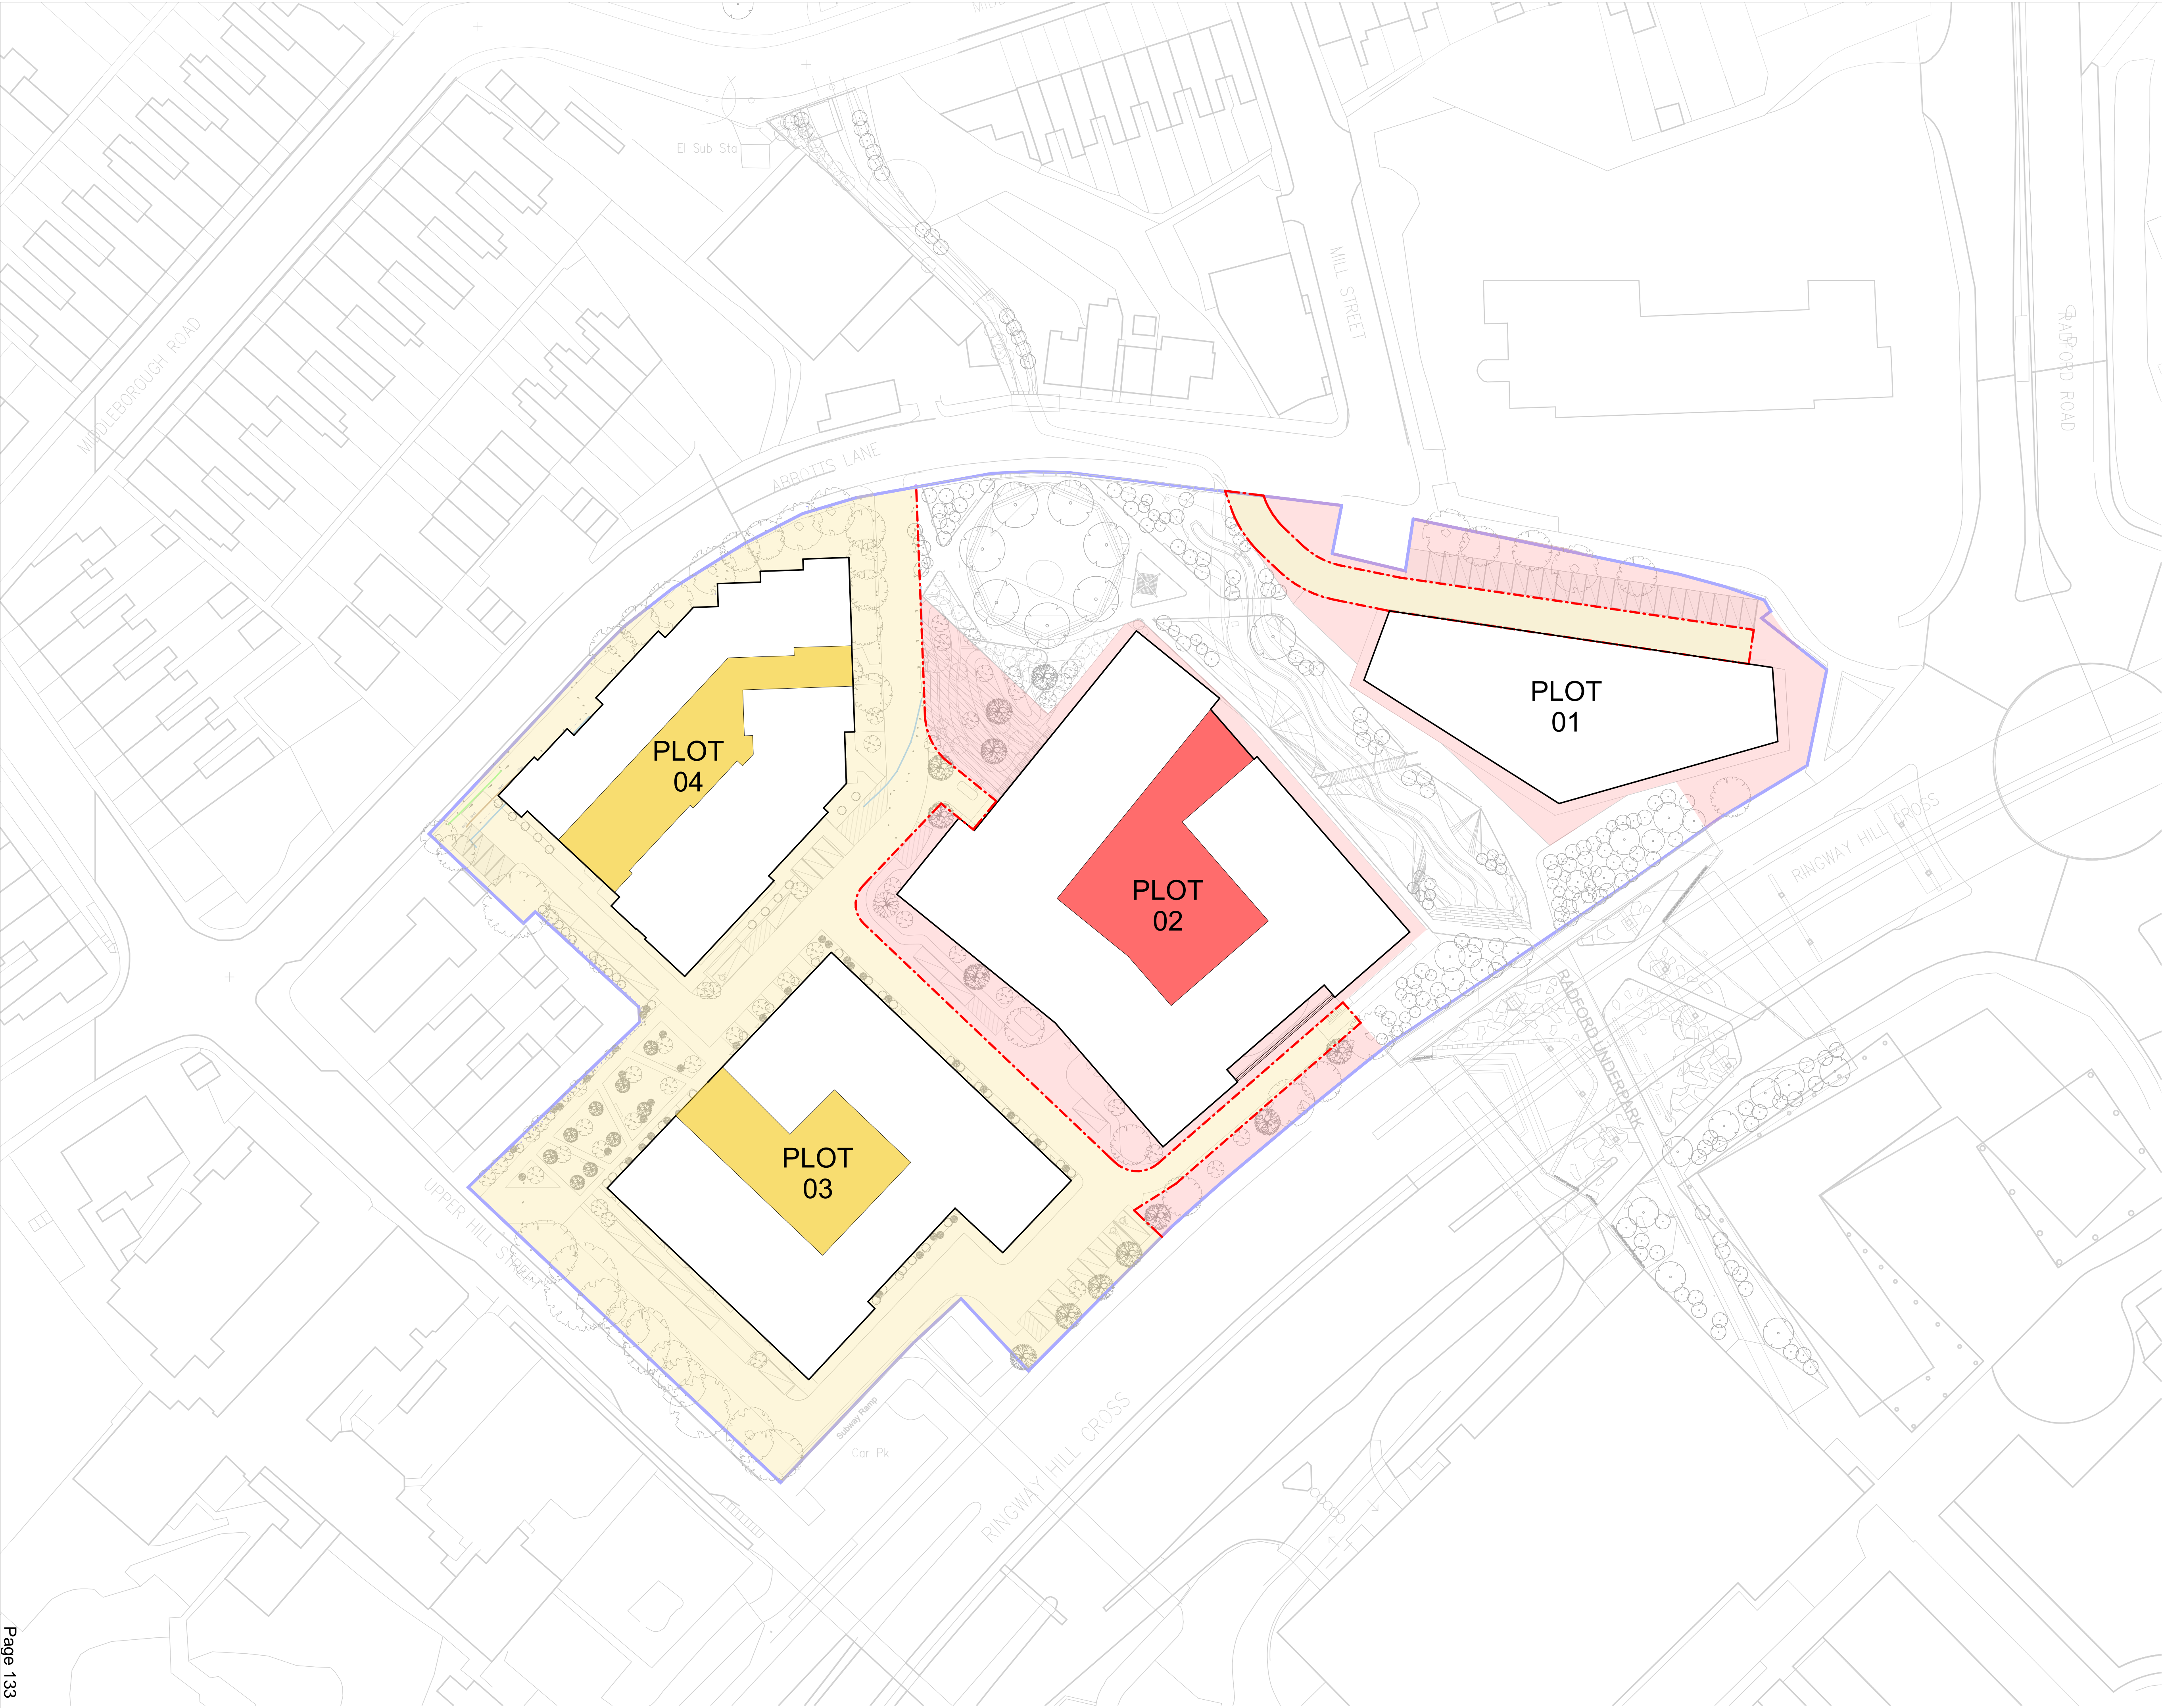 El Sub Sta
MILL STREET
RADFORD ROAD
MIDDLEBOROUGH ROAD
ABBOTTS LANE
PLOT
01
PLOT
04
RINGWAY HILL CROSS
PLOT
02
RADFORD UNDERPARK
PLOT
03
UPPER HILL STREET
Subway Ramp
Car Pk
RINGWAY HILL CROSS
Page 133